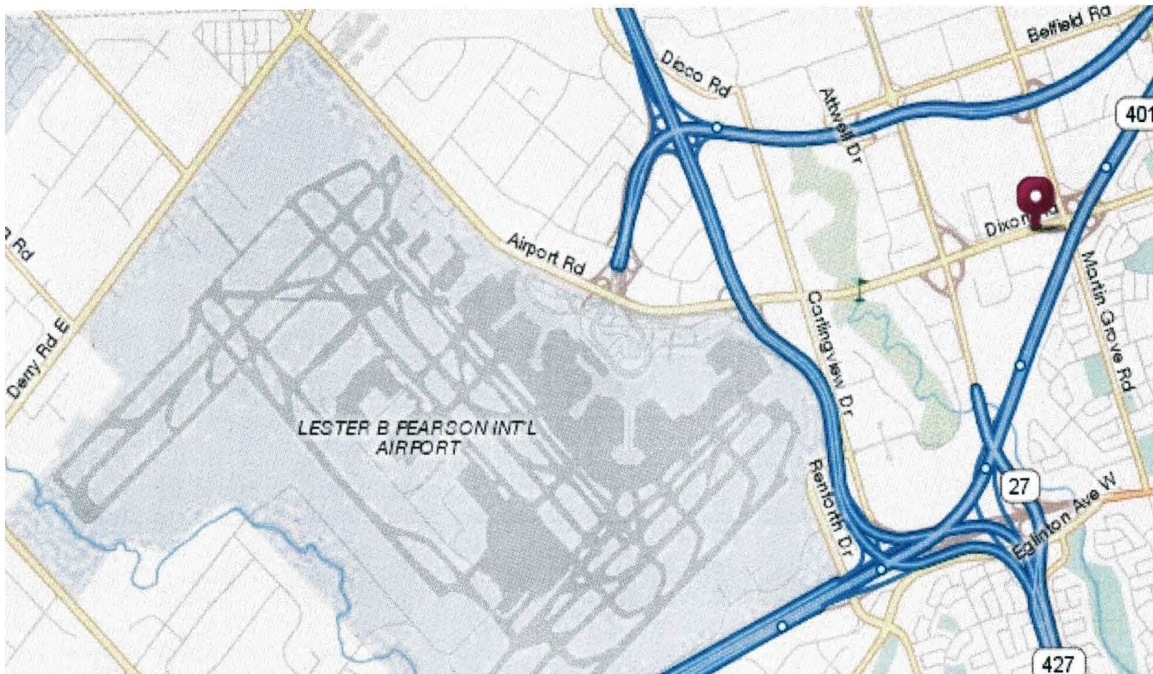 Belfield Rd
Disco Rd
Attwell Dr
401
Dixon Rd
Airport Rd
Martin Grove Rd
Rd
Derry Rd E
Carlingview Dr
LESTER B PEARSON INT'L
AIRPORT
Renforth Dr
27
Eglinton Ave W
427